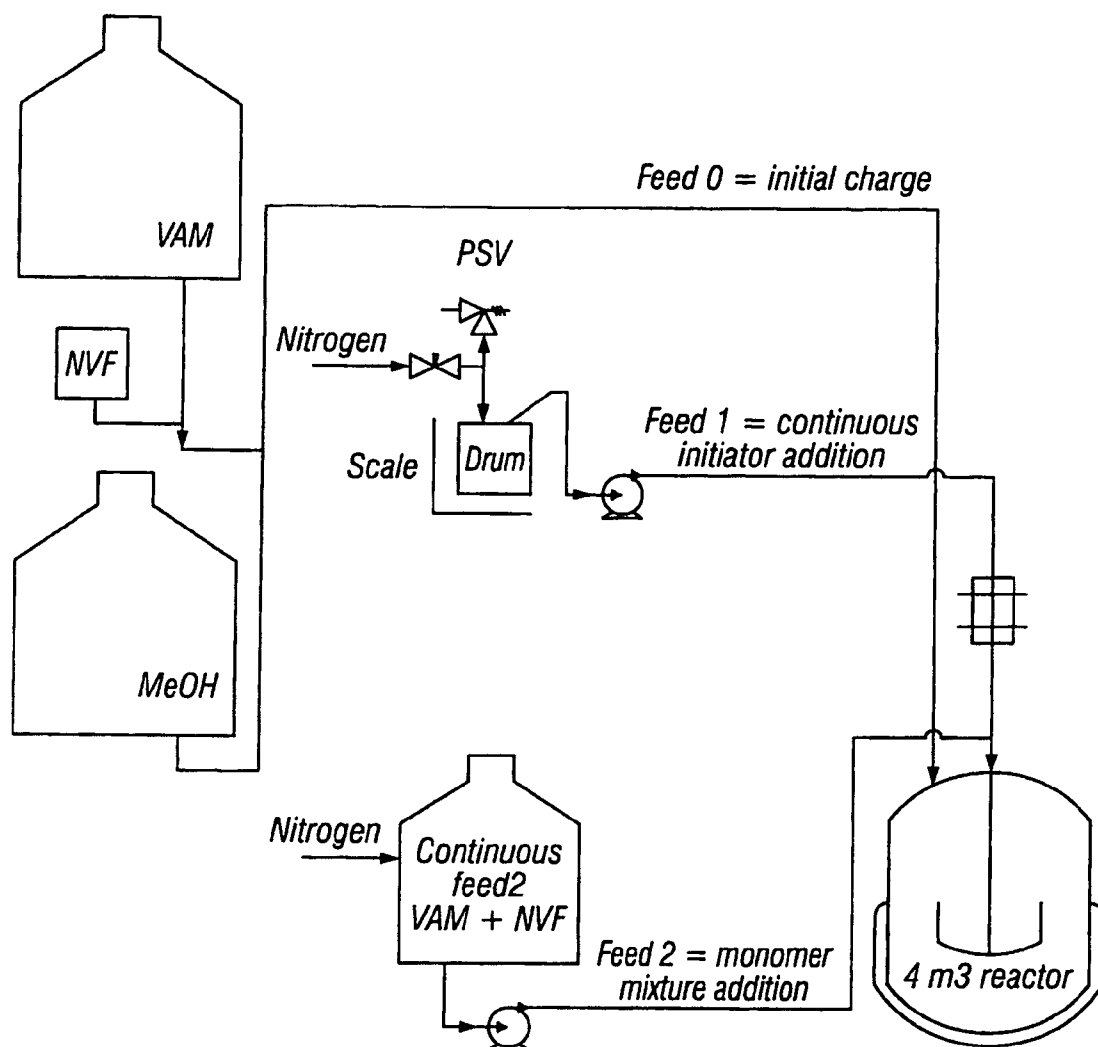 VAM
Feed 0 = initial charge
PSV
Nitrogen
NVF
Feed 1 = continuous
initiator addition
Scale
Drum
MeOH
Nitrogen
Continuous
feed2
VAM + NVF
Feed 2 = monomer
mixture addition
4 m3 reactor